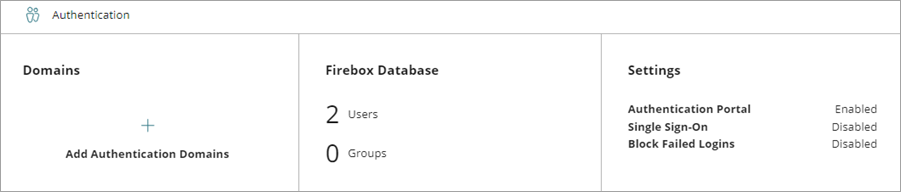 Authentication
Domains
Add Authentication Domains
Firebox Database
2 Users
0 Groups
Settings
Authentication Portal Enabled
Single Sign-On Disabled
Block Failed Logins Disabled